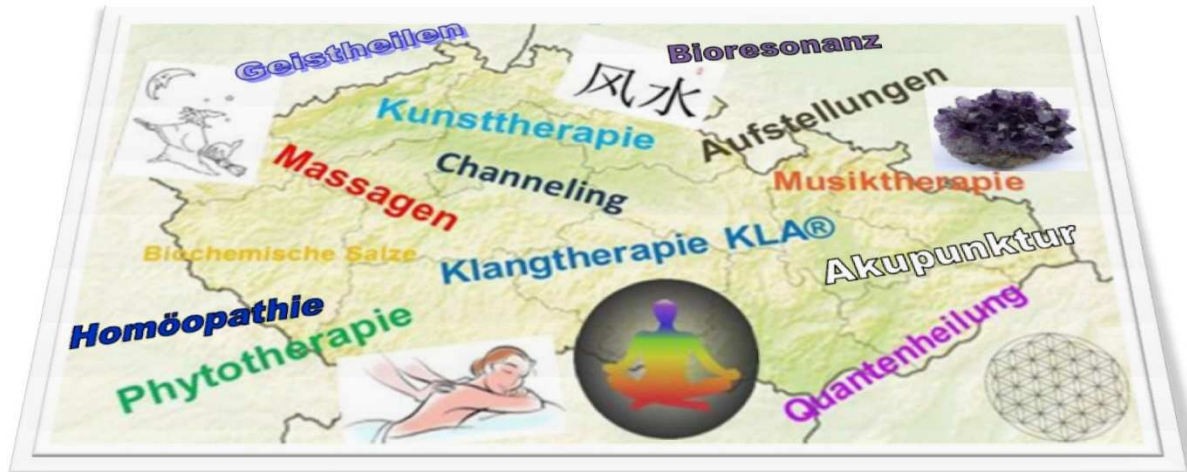 Geistheilen
Bioresonanz
风水
Kunsttherapie
Aufstellungen
Massagen
Channeling
Musiktherapie
Biochemische Salze
Klangtherapie KLA®
Akupunktur
Homöopathie
Phytotherapie
Quantenheilung